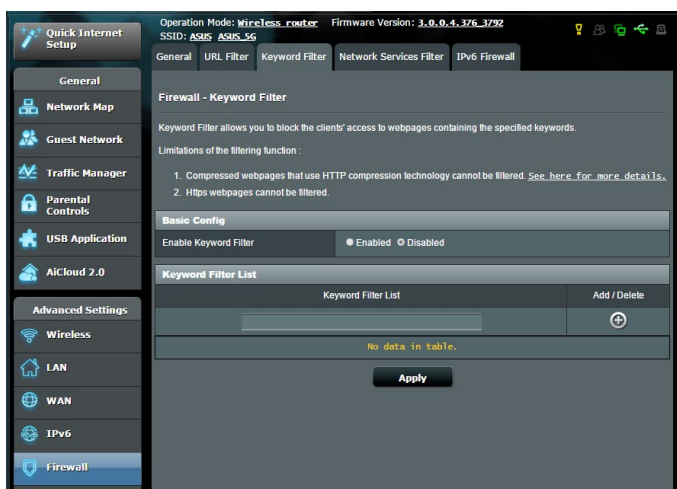 Quick Internet
Setup
Operation Mode: Wireless router Firmware Version: 3.0.0.4.376_3792
SSID: ASUS ASUS_5G
General URL Filter Keyword Filter Network Services Filter IPv6 Firewall
General
Network Map
Guest Network
Traffic Manager
Parental
Controls
USB Application
AiCloud 2.0
Advanced Settings
Wireless
LAN
WAN
IPv6
Firewall
Firewall - Keyword Filter
Keyword Filter allows you to block the clients' access to webpages containing the specified keywords.
Limitations of the filtering function :
1. Compressed webpages that use HTTP compression technology cannot be filtered. See here for more details.
2. Https webpages cannot be filtered.
Basic Config
Enable Keyword Filter Enabled Disabled
Keyword Filter List
Keyword Filter List Add / Delete
No data in table.
Apply